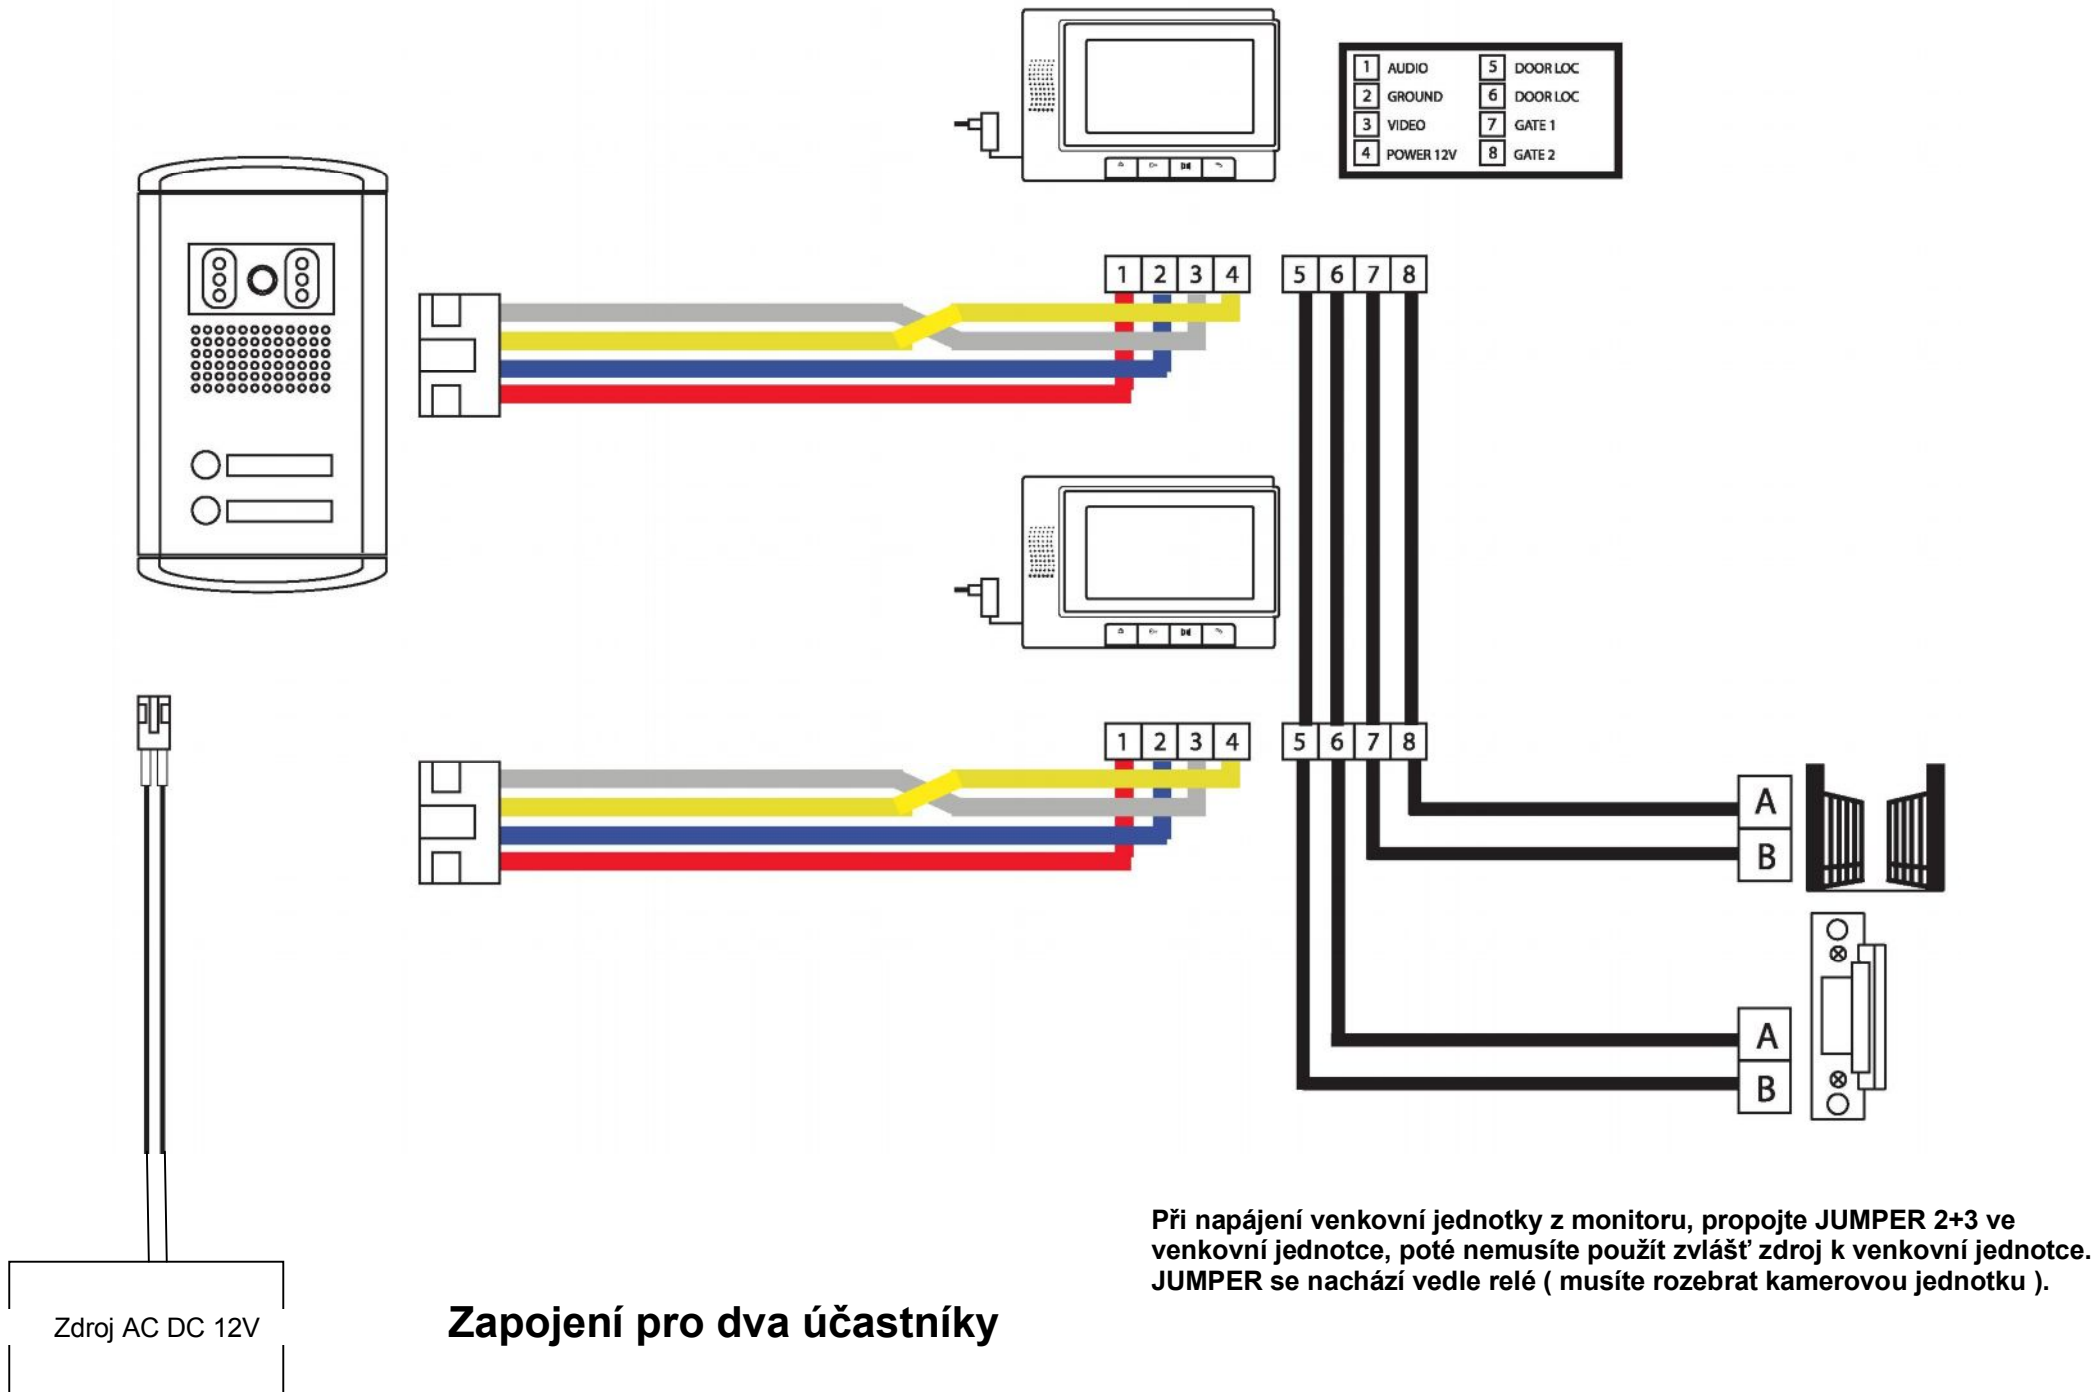 1 AUDIO 5 DOOR LOC
2 GROUND 6 DOOR LOC
3 VIDEO 7 GATE 1
4 POWER 12V 8 GATE 2
1 2 3 4 5 6 7 8
1 2 3 4 5 6 7 8
A
B
A
B
Při napájení venkovní jednotky z monitoru, propojte JUMPER 2+3 ve
venkovní jednotce, poté nemusíte použít zvlášť zdroj k venkovní jednotce.
JUMPER se nachází vedle relé ( musíte rozebrat kamerovou jednotku ).
Zdroj AC DC 12V
Zapojení pro dva účastníky